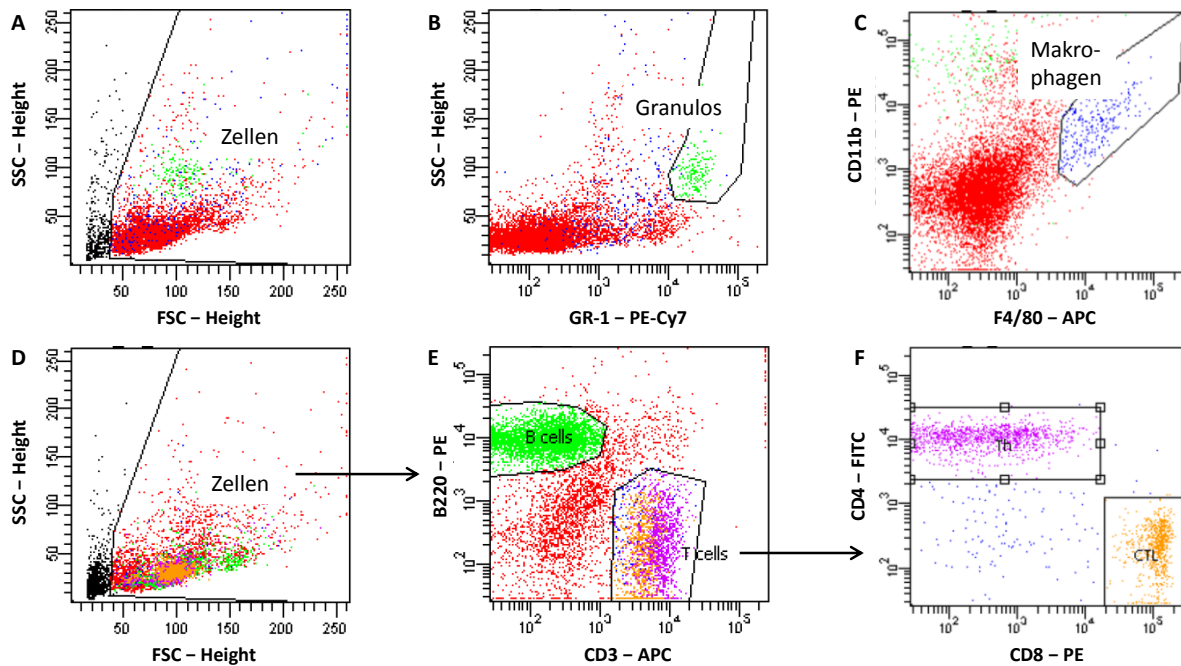 A
SSC – Height
250
200
150
100
50
Zellen
50 100 150 200 250
FSC – Height
B
SSC – Height
250
200
150
100
50
Granulos
10² 10³ 10⁴ 10⁵
GR-1 – PE-Cy7
C
CD11b – PE
10⁵
10⁴
10³
10²
Makro-
phagen
10² 10³ 10⁴ 10⁵
F4/80 – APC
D
SSC – Height
250
200
150
100
50
Zellen
50 100 150 200 250
FSC – Height
E
B220 – PE
10⁵
10⁴
10³
10²
B cells
T cells
10² 10³ 10⁴ 10⁵
CD3 – APC
F
CD4 – FITC
10⁵
10⁴
10³
10²
Th
CTL
10² 10³ 10⁴ 10⁵
CD8 – PE